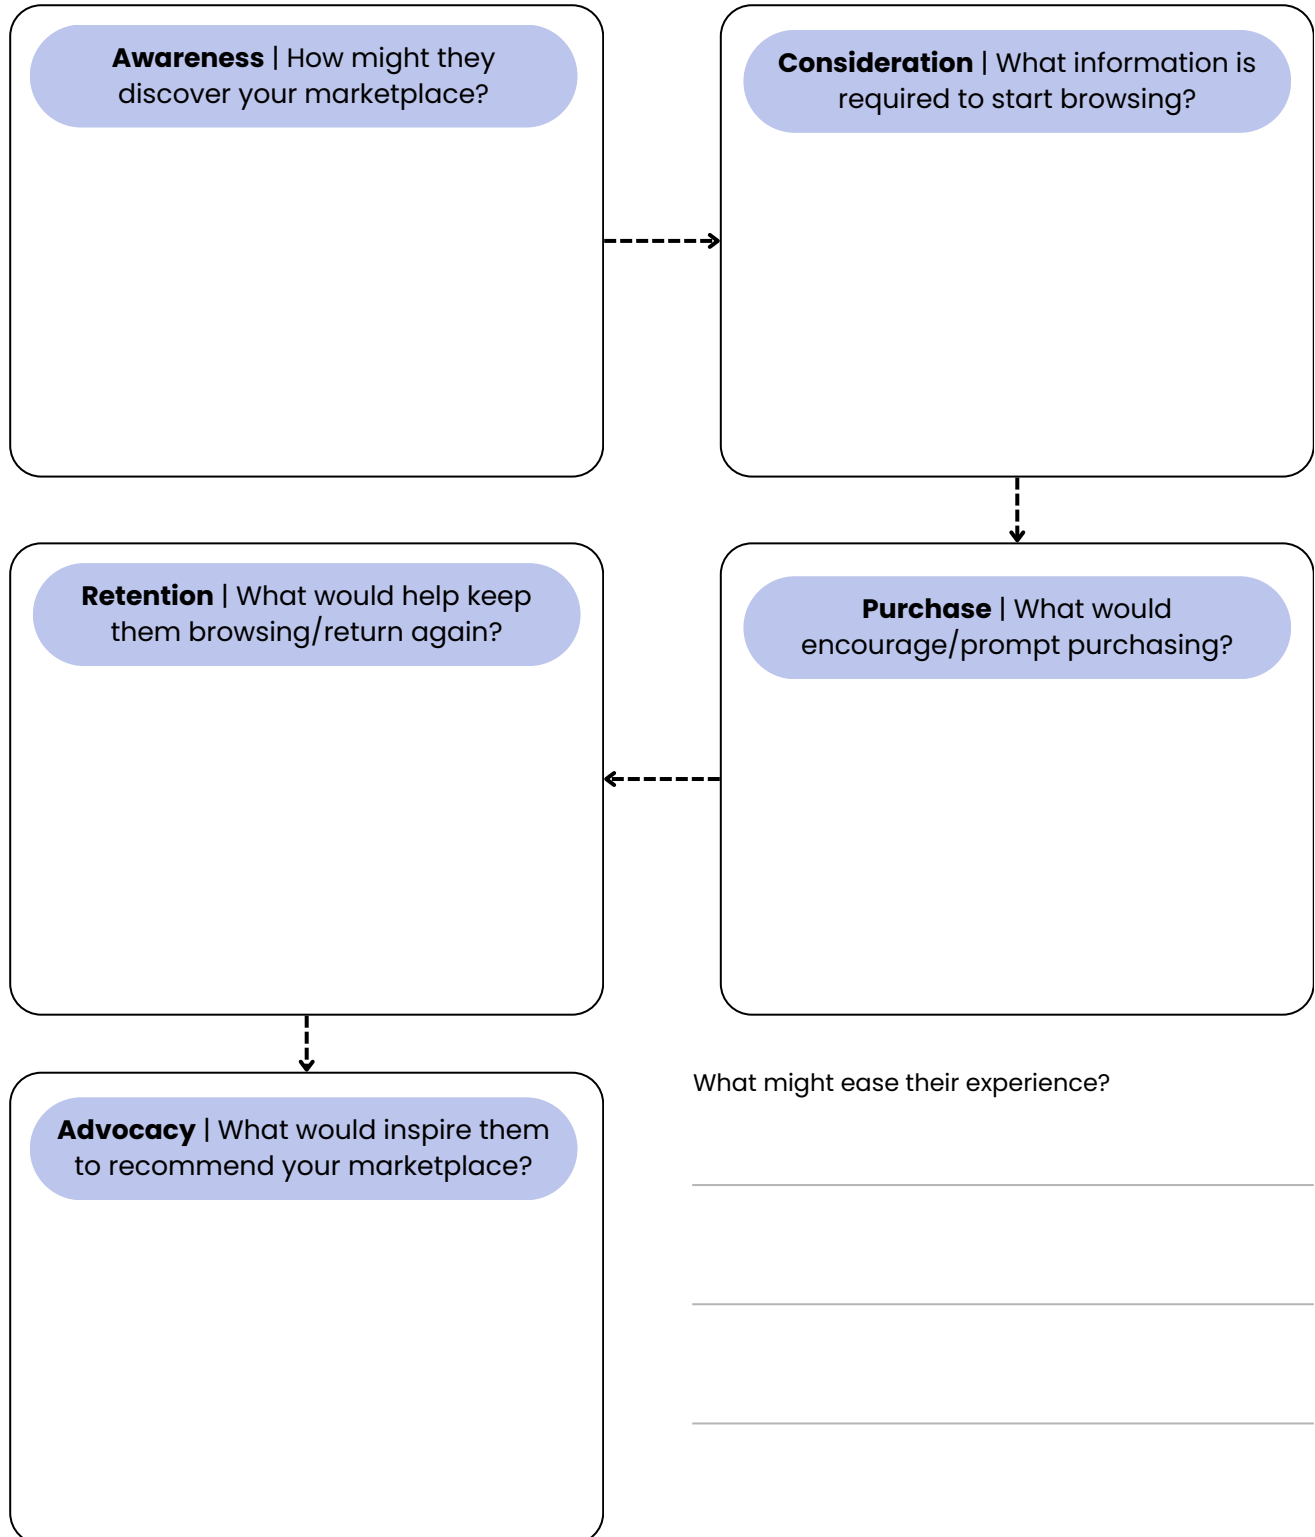 Awareness | How might they
discover your marketplace?
Consideration | What information is
required to start browsing?
Retention | What would help keep
them browsing/return again?
Purchase | What would
encourage/prompt purchasing?
Advocacy | What would inspire them
to recommend your marketplace?
What might ease their experience?